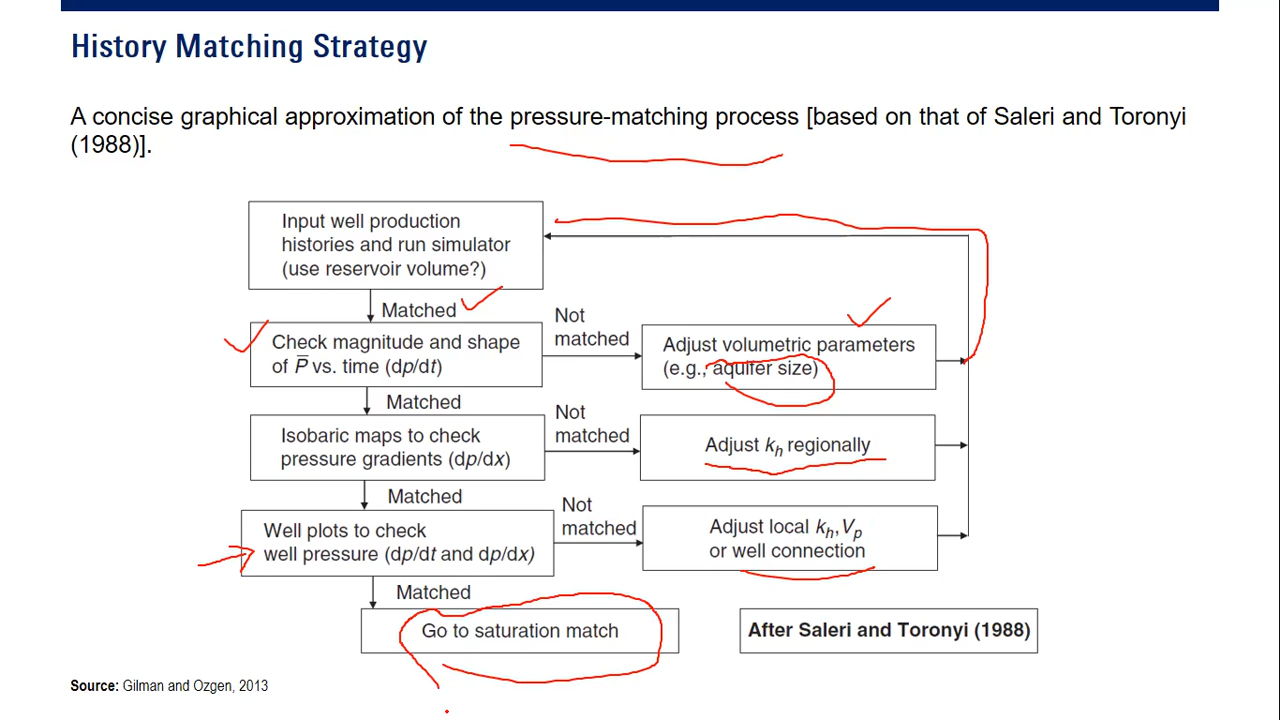 History Matching Strategy
A concise graphical approximation of the pressure-matching process [based on that of Saleri and Toronyi
(1988)].
Input well production
histories and run simulator
(use reservoir volume?)
Matched
Check magnitude and shape
of P̅ vs. time (dp/dt)
Not
matched
Adjust volumetric parameters
(e.g., aquifer size)
Matched
Isobaric maps to check
pressure gradients (dp/dx)
Not
matched
Adjust kₕ regionally
Matched
Well plots to check
well pressure (dp/dt and dp/dx)
Not
matched
Adjust local kₕ, Vₚ
or well connection
Matched
Go to saturation match
After Saleri and Toronyi (1988)
Source: Gilman and Ozgen, 2013